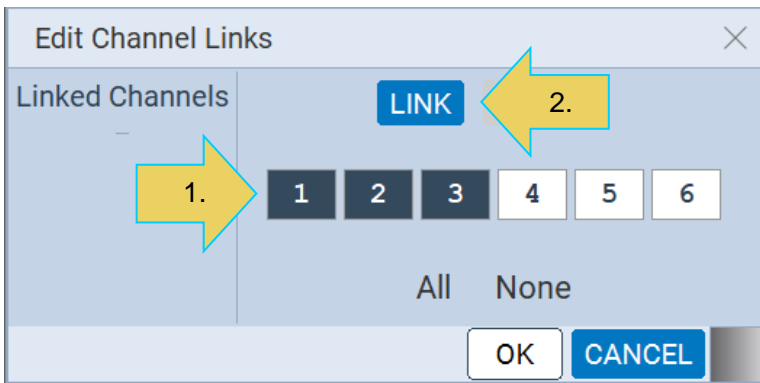 Edit Channel Links
Linked Channels
–
LINK
2.
1.
1 2 3 4 5 6
All None
OK CANCEL